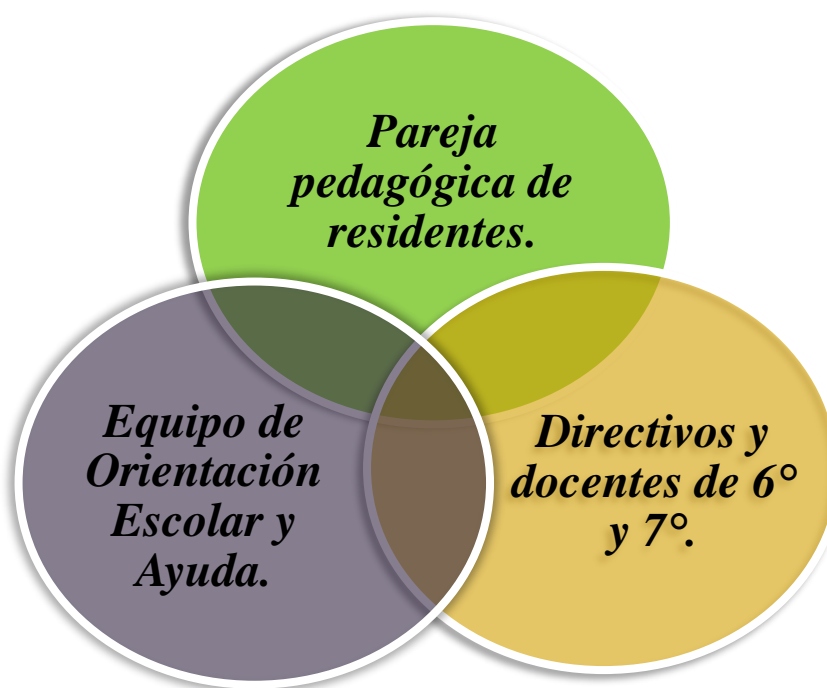 Pareja
pedagógica de
residentes.
Equipo de
Orientación
Escolar y
Ayuda.
Directivos y
docentes de 6°
y 7°.